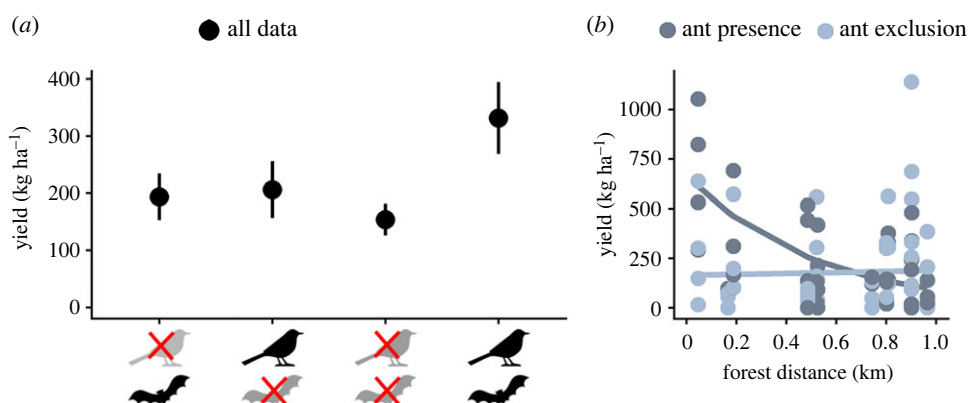 (a)
all data
yield (kg ha⁻¹)
400
300
200
100
0
(b)
ant presence
ant exclusion
yield (kg ha⁻¹)
1000
750
500
250
0
0 0.2 0.4 0.6 0.8 1.0
forest distance (km)